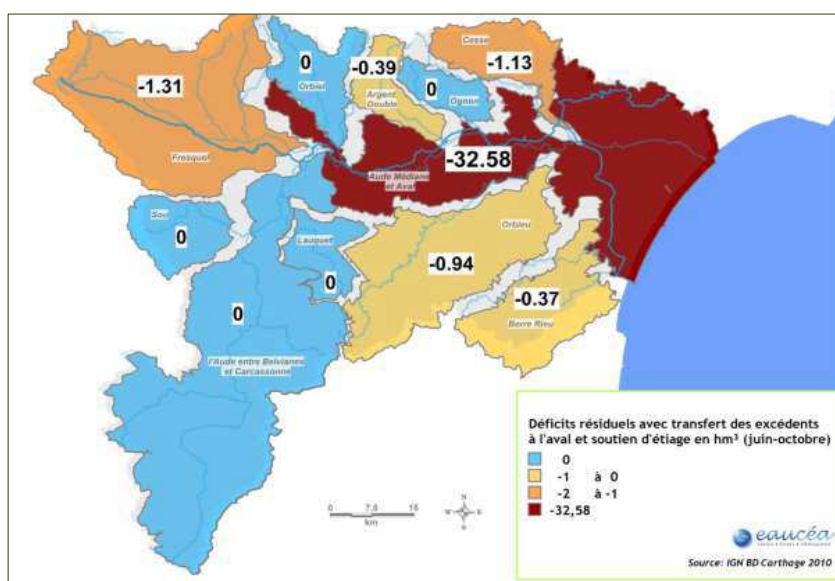 Cesse
-1.13
-1.31
0
Orbiel
-0.39
Argent
Double
0
Ognon
Fresquel
-32.58
Aude Médiane
et Aval
Sou
0
Lauquet
0
Orbieu
-0.94
-0.37
Berre Rieu
0
l'Aude entre Belvianes
et Carcassonne
Déficits résiduels avec transfert des excédents
à l'aval et soutien d'étiage en hm³ (juin-octobre)
0
-1 à 0
-2 à -1
-32,58
0 7,5 15
km
N
W E
S
eaucéa
Source: IGN BD Carthage 2010